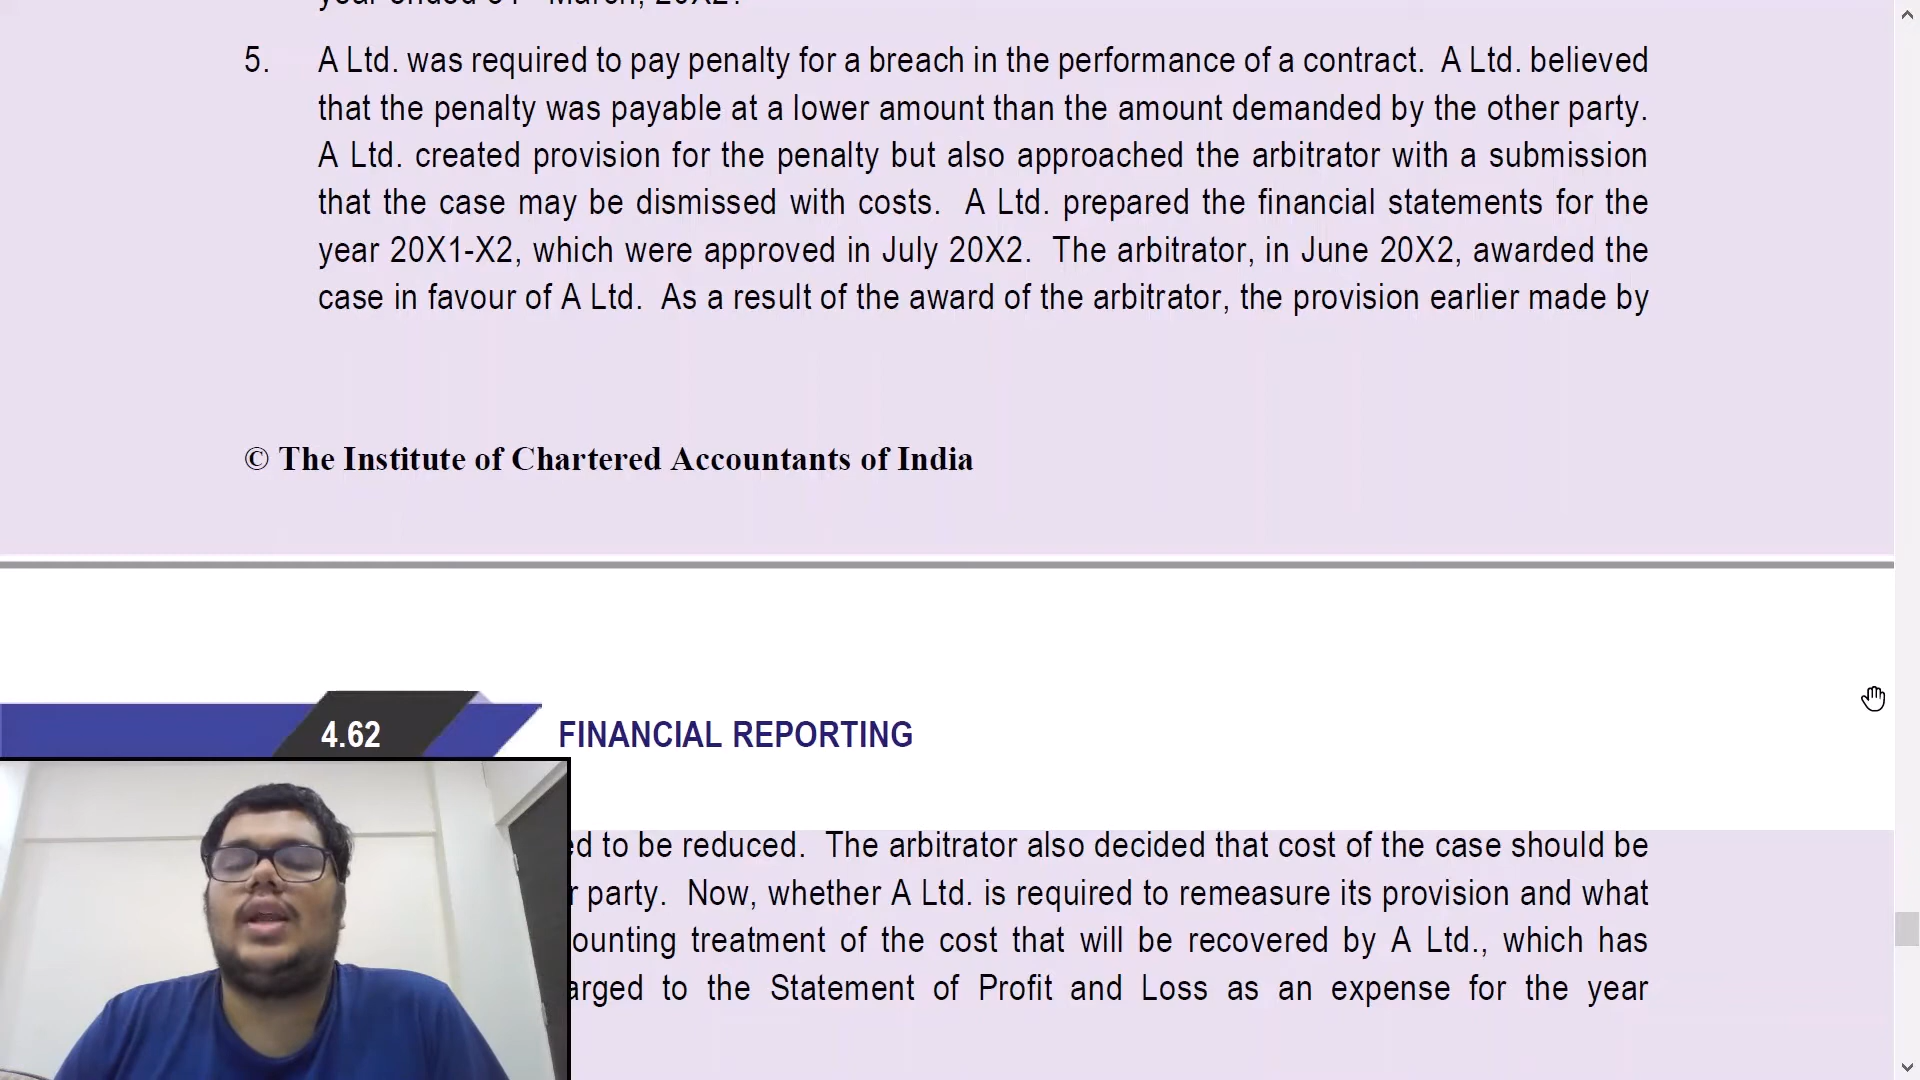 5. A Ltd. was required to pay penalty for a breach in the performance of a contract. A Ltd. believed
that the penalty was payable at a lower amount than the amount demanded by the other party.
A Ltd. created provision for the penalty but also approached the arbitrator with a submission
that the case may be dismissed with costs. A Ltd. prepared the financial statements for the
year 20X1-X2, which were approved in July 20X2. The arbitrator, in June 20X2, awarded the
case in favour of A Ltd. As a result of the award of the arbitrator, the provision earlier made by
© The Institute of Chartered Accountants of India
4.62 FINANCIAL REPORTING
to be reduced. The arbitrator also decided that cost of the case should be
party. Now, whether A Ltd. is required to remeasure its provision and what
treatment of the cost that will be recovered by A Ltd., which has
to the Statement of Profit and Loss as an expense for the year